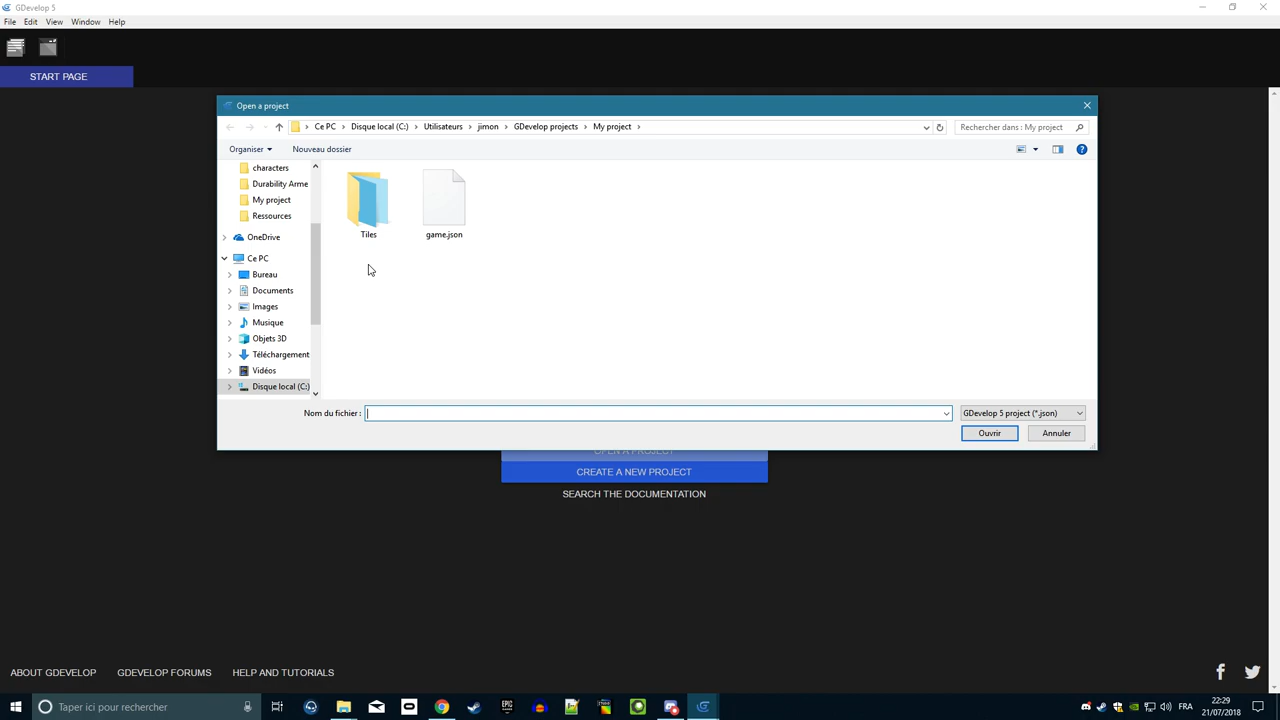 GDevelop 5
File Edit View Window Help
START PAGE
Open a project
Ce PC > Disque local (C:) > Utilisateurs > jimon > GDevelop projects > My project >
Rechercher dans : My project
Organiser
Nouveau dossier
characters
Durability Arme
My project
Ressources
OneDrive
Ce PC
Bureau
Documents
Images
Musique
Objets 3D
Téléchargement
Vidéos
Disque local (C:)
Tiles
game.json
Nom du fichier :
GDevelop 5 project (*.json)
Ouvrir
Annuler
OPEN A PROJECT
CREATE A NEW PROJECT
SEARCH THE DOCUMENTATION
ABOUT GDEVELOP
GDEVELOP FORUMS
HELP AND TUTORIALS
Taper ici pour rechercher
FRA
22:29
21/07/2018